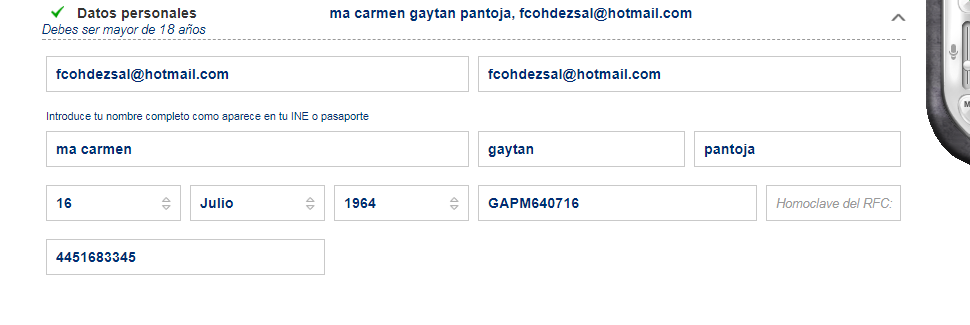 Datos personales ma carmen gaytan pantoja, fcohdezsal@hotmail.com
Debes ser mayor de 18 años
fcohdezsal@hotmail.com fcohdezsal@hotmail.com
Introduce tu nombre completo como aparece en tu INE o pasaporte
ma carmen gaytan pantoja
16 Julio 1964 GAPM640716 Homoclave del RFC:
4451683345
M